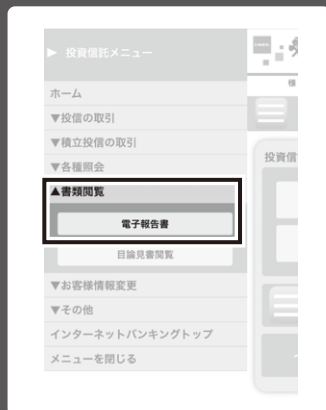 ▶ 投資信託メニュー
様
ホーム
▼投信の取引
▼積立投信の取引
▼各種照会
投資信
▲書類閲覧
電子報告書
目論見書閲覧
▼お客様情報変更
▼その他
インターネットバンキングトップ
メニューを閉じる